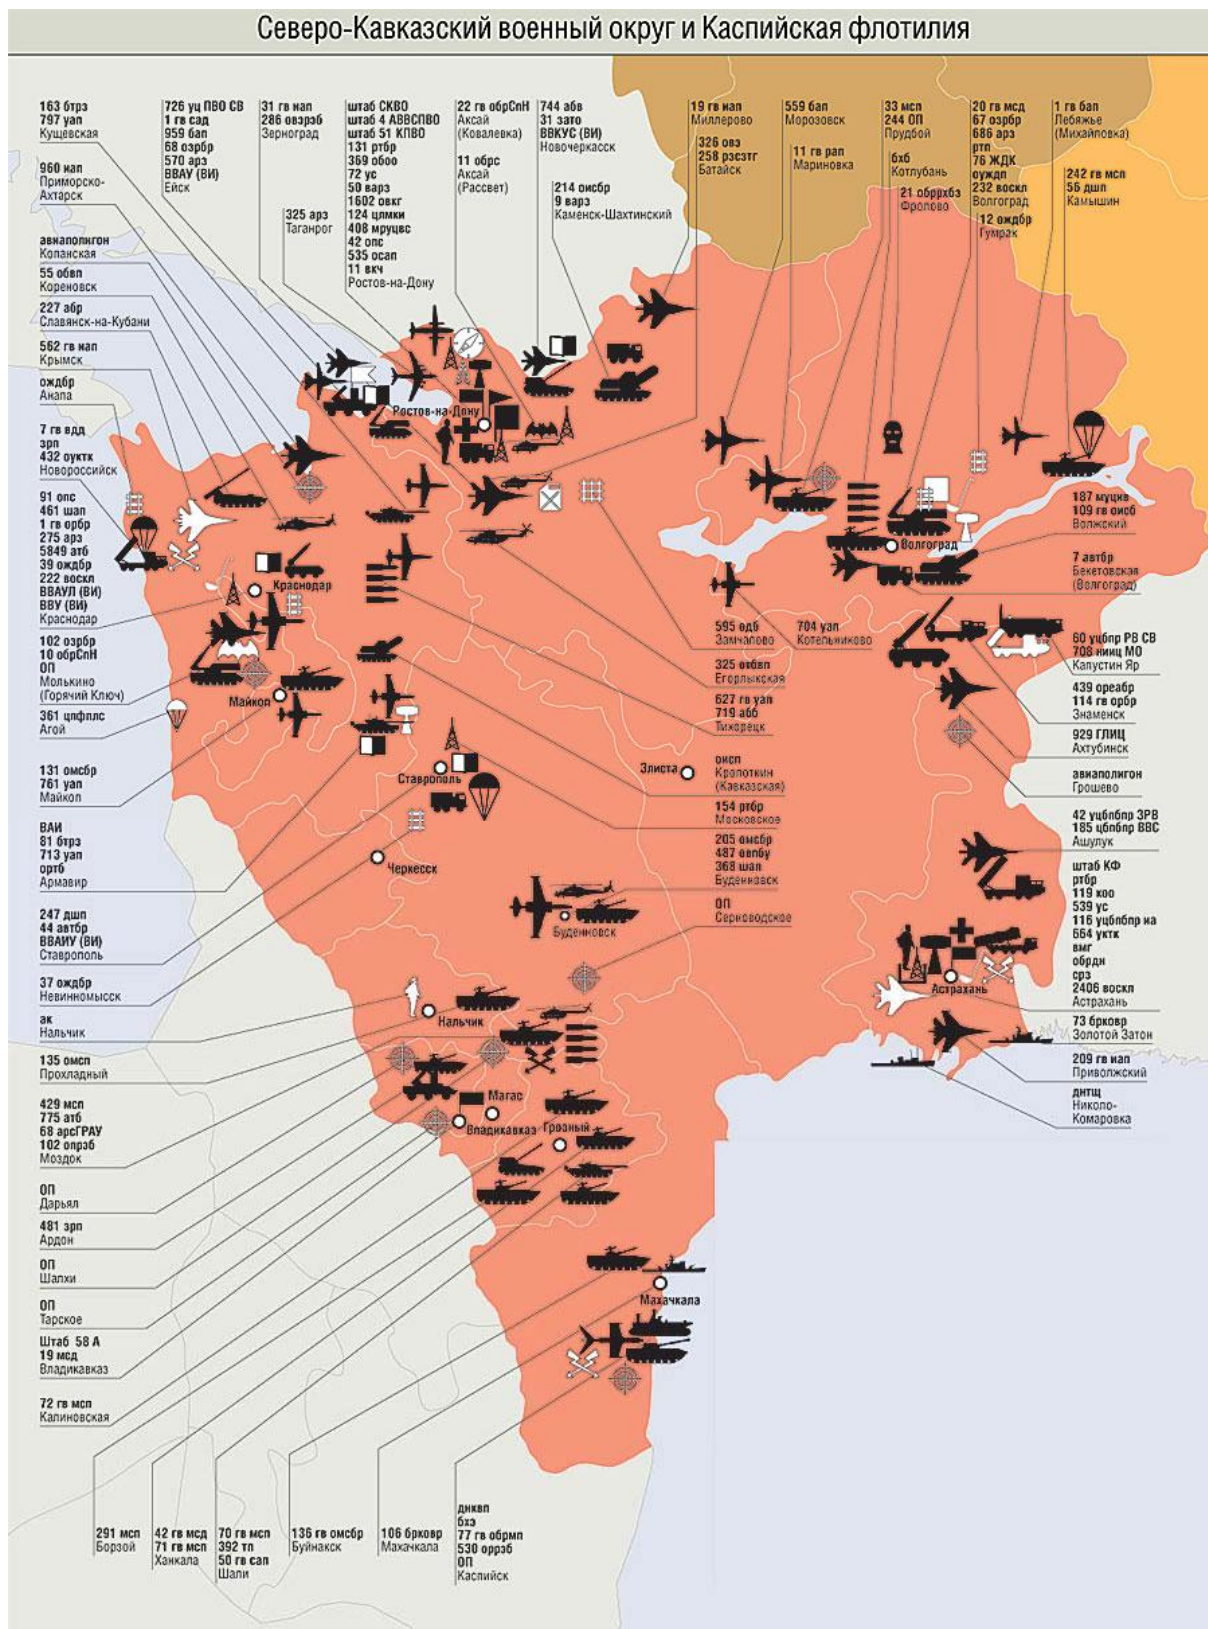 Северо-Кавказский военный округ и Каспийская флотилия
163 бтрз
797 уап
Кущевская
960 иап
Приморско-
Ахтарск
авиаполигон
Копанская
55 обвп
Кореновск
227 абр
Славянск-на-Кубани
562 гв иап
Крымск
ождбр
Анапа
7 гв вдд
зрп
432 оуктк
Новороссийск
91 опс
461 шап
1 гв орбр
275 арз
5849 атб
39 ождбр
222 воскл
ВВАУЛ (ВИ)
ВВУ (ВИ)
Краснодар
102 озрбр
10 обрСпН
ОП
Молькино
(Горячий Ключ)
361 цпфплс
Агой
131 омсбр
761 уап
Майкоп
ВАИ
81 бтрз
713 уап
ортб
Армавир
247 дшп
44 автбр
ВВАИУ (ВИ)
Ставрополь
37 ождбр
Невинномысск
ак
Нальчик
135 омсп
Прохладный
429 мсп
775 атб
68 арсГРАУ
102 опрэб
Моздок
ОП
Дарьял
481 зрп
Ардон
ОП
Шалхи
ОП
Тарское
Штаб 58 А
19 мсд
Владикавказ
72 гв мсп
Калиновская
726 уц ПВО СВ
1 гв сад
959 бап
68 озрбр
570 арз
ВВАУ (ВИ)
Ейск
31 гв иап
286 овэрэб
Зерноград
325 арз
Таганрог
штаб СКВО
штаб 4 АВВСПВО
штаб 51 КПВО
131 ртбр
369 обоо
72 ус
50 варз
1602 овкг
124 цлмки
408 мруцвс
42 опс
535 осап
11 вкч
Ростов-на-Дону
22 гв обрСпН
Аксай
(Ковалевка)
11 обрс
Аксай
(Рассвет)
744 абв
31 зато
ВВКУС (ВИ)
Новочеркасск
214 оисбр
9 варз
Каменск-Шахтинский
19 гв иап
Миллерово
326 овэ
258 рзсзтг
Батайск
559 бап
Морозовск
11 гв рап
Мариновка
33 мсп
244 ОП
Прудбой
бхб
Котлубань
21 обррхбз
Фролово
20 гв мсд
67 озрбр
686 арз
ртп
76 ЖДК
оуждп
232 воскл
Волгоград
12 ождбр
Гумрак
1 гв бап
Лебяжье
(Михайловка)
242 гв мсп
56 дшп
Камышин
187 муцив
109 гв оисб
Волжский
7 автбр
Бекетовская
(Волгоград)
60 уцбпр РВ СВ
708 нииц МО
Капустин Яр
439 ореабр
114 гв орбр
Знаменск
929 ГЛИЦ
Ахтубинск
авиаполигон
Грошево
42 уцбпбпр ЗРВ
185 цбпбпр ВВС
Ашулук
штаб КФ
ртбр
119 коо
539 ус
116 уцбпбпр иа
664 уктк
вмг
обрдн
срз
2406 воскл
Астрахань
73 брковр
Золотой Затон
209 гв иап
Приволжский
днтщ
Николо-
Комаровка
595 одб
Замчалово
704 уап
Котельниково
325 отбвп
Егорлыкская
627 гв уап
719 абб
Тихорецк
оисп
Кропоткин
(Кавказская)
154 ртбр
Московское
205 омсбр
487 овпбу
368 шап
Буденновск
ОП
Серноводское
Ростов-на-Дону
Волгоград
Краснодар
Майкоп
Ставрополь
Элиста
Черкесск
Буденновск
Астрахань
Нальчик
Магас
Владикавказ
Грозный
Махачкала
291 мсп
Борзой
42 гв мсд
71 гв мсп
Ханкала
70 гв мсп
392 тп
50 гв сап
Шали
136 гв омсбр
Буйнакск
106 брковр
Махачкала
днквп
бхэ
77 гв обрмп
530 оррэб
ОП
Каспийск